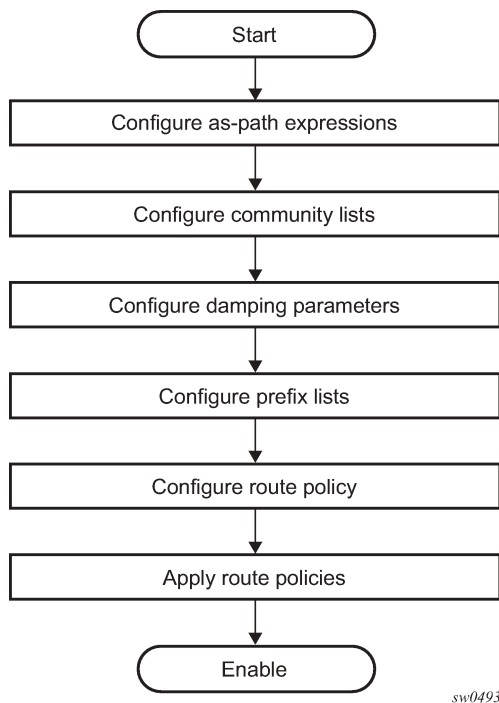 Start
Configure as-path expressions
Configure community lists
Configure damping parameters
Configure prefix lists
Configure route policy
Apply route policies
Enable
sw0493